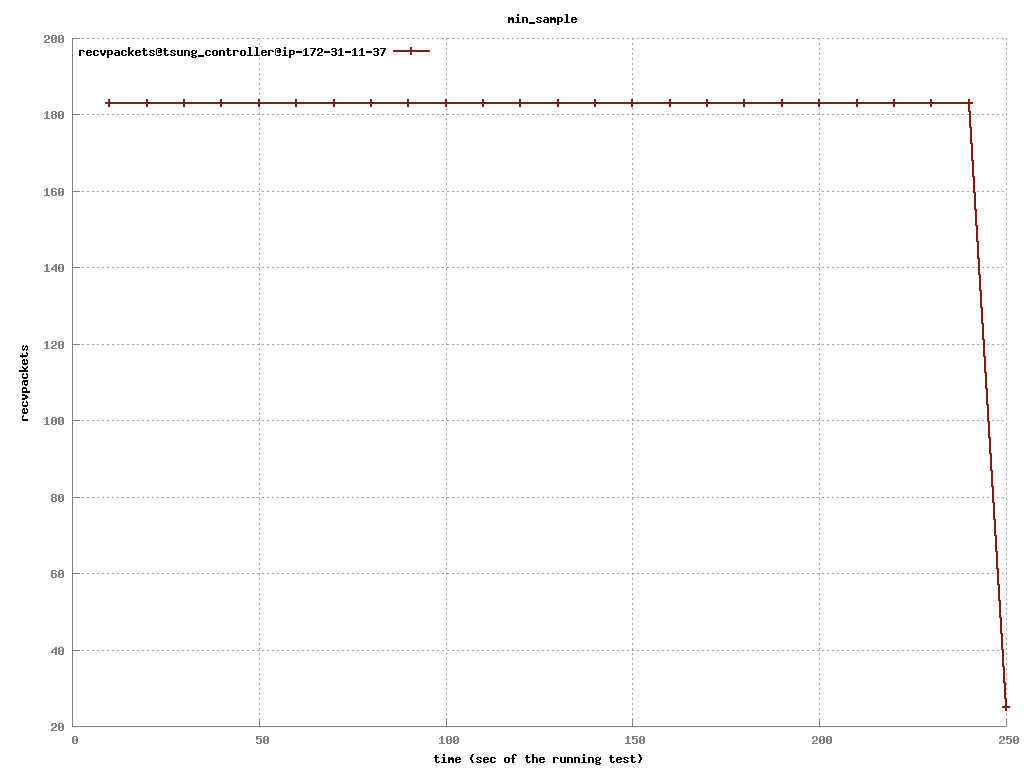 min_sample
200
recvpackets@tsung_controller@ip-172-31-11-37
180
160
140
120
100
80
60
40
20
recvpackets
0 50 100 150 200 250
time (sec of the running test)